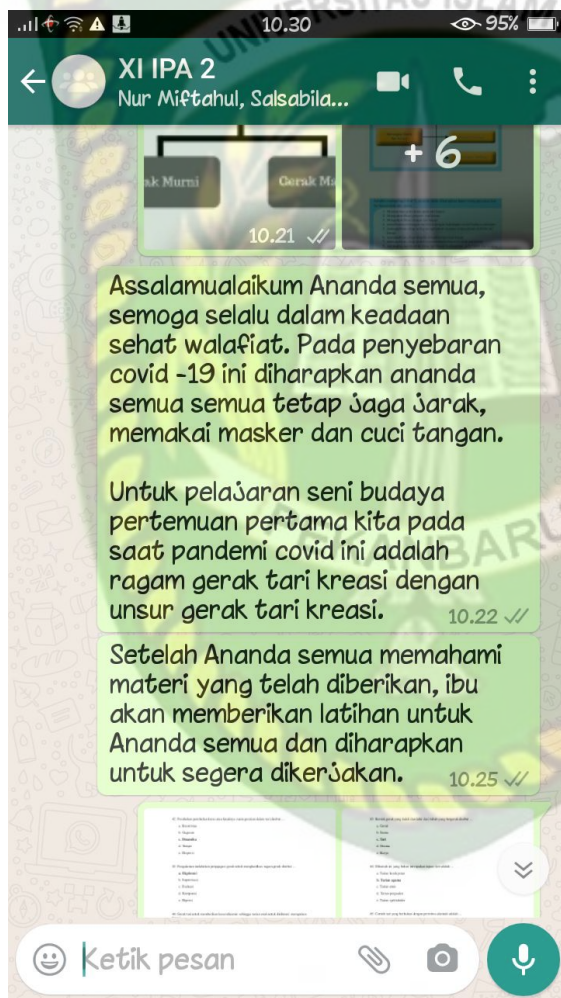 UNIVERSITAS ISLAM
10.30
95%
XI IPA 2
Nur Miftahul, Salsabila...
ak Murni
Gerak Ma
+ 6
10.21
Assalamualaikum Ananda semua,
semoga selalu dalam keadaan
sehat walafiat. Pada penyebaran
covid -19 ini diharapkan ananda
semua semua tetap jaga jarak,
memakai masker dan cuci tangan.
Untuk pelajaran seni budaya
pertemuan pertama kita pada
saat pandemi covid ini adalah
ragam gerak tari kreasi dengan
unsur gerak tari kreasi.
10.22
Setelah Ananda semua memahami
materi yang telah diberikan, ibu
akan memberikan latihan untuk
Ananda semua dan diharapkan
untuk segera dikerjakan.
10.25
Ketik pesan